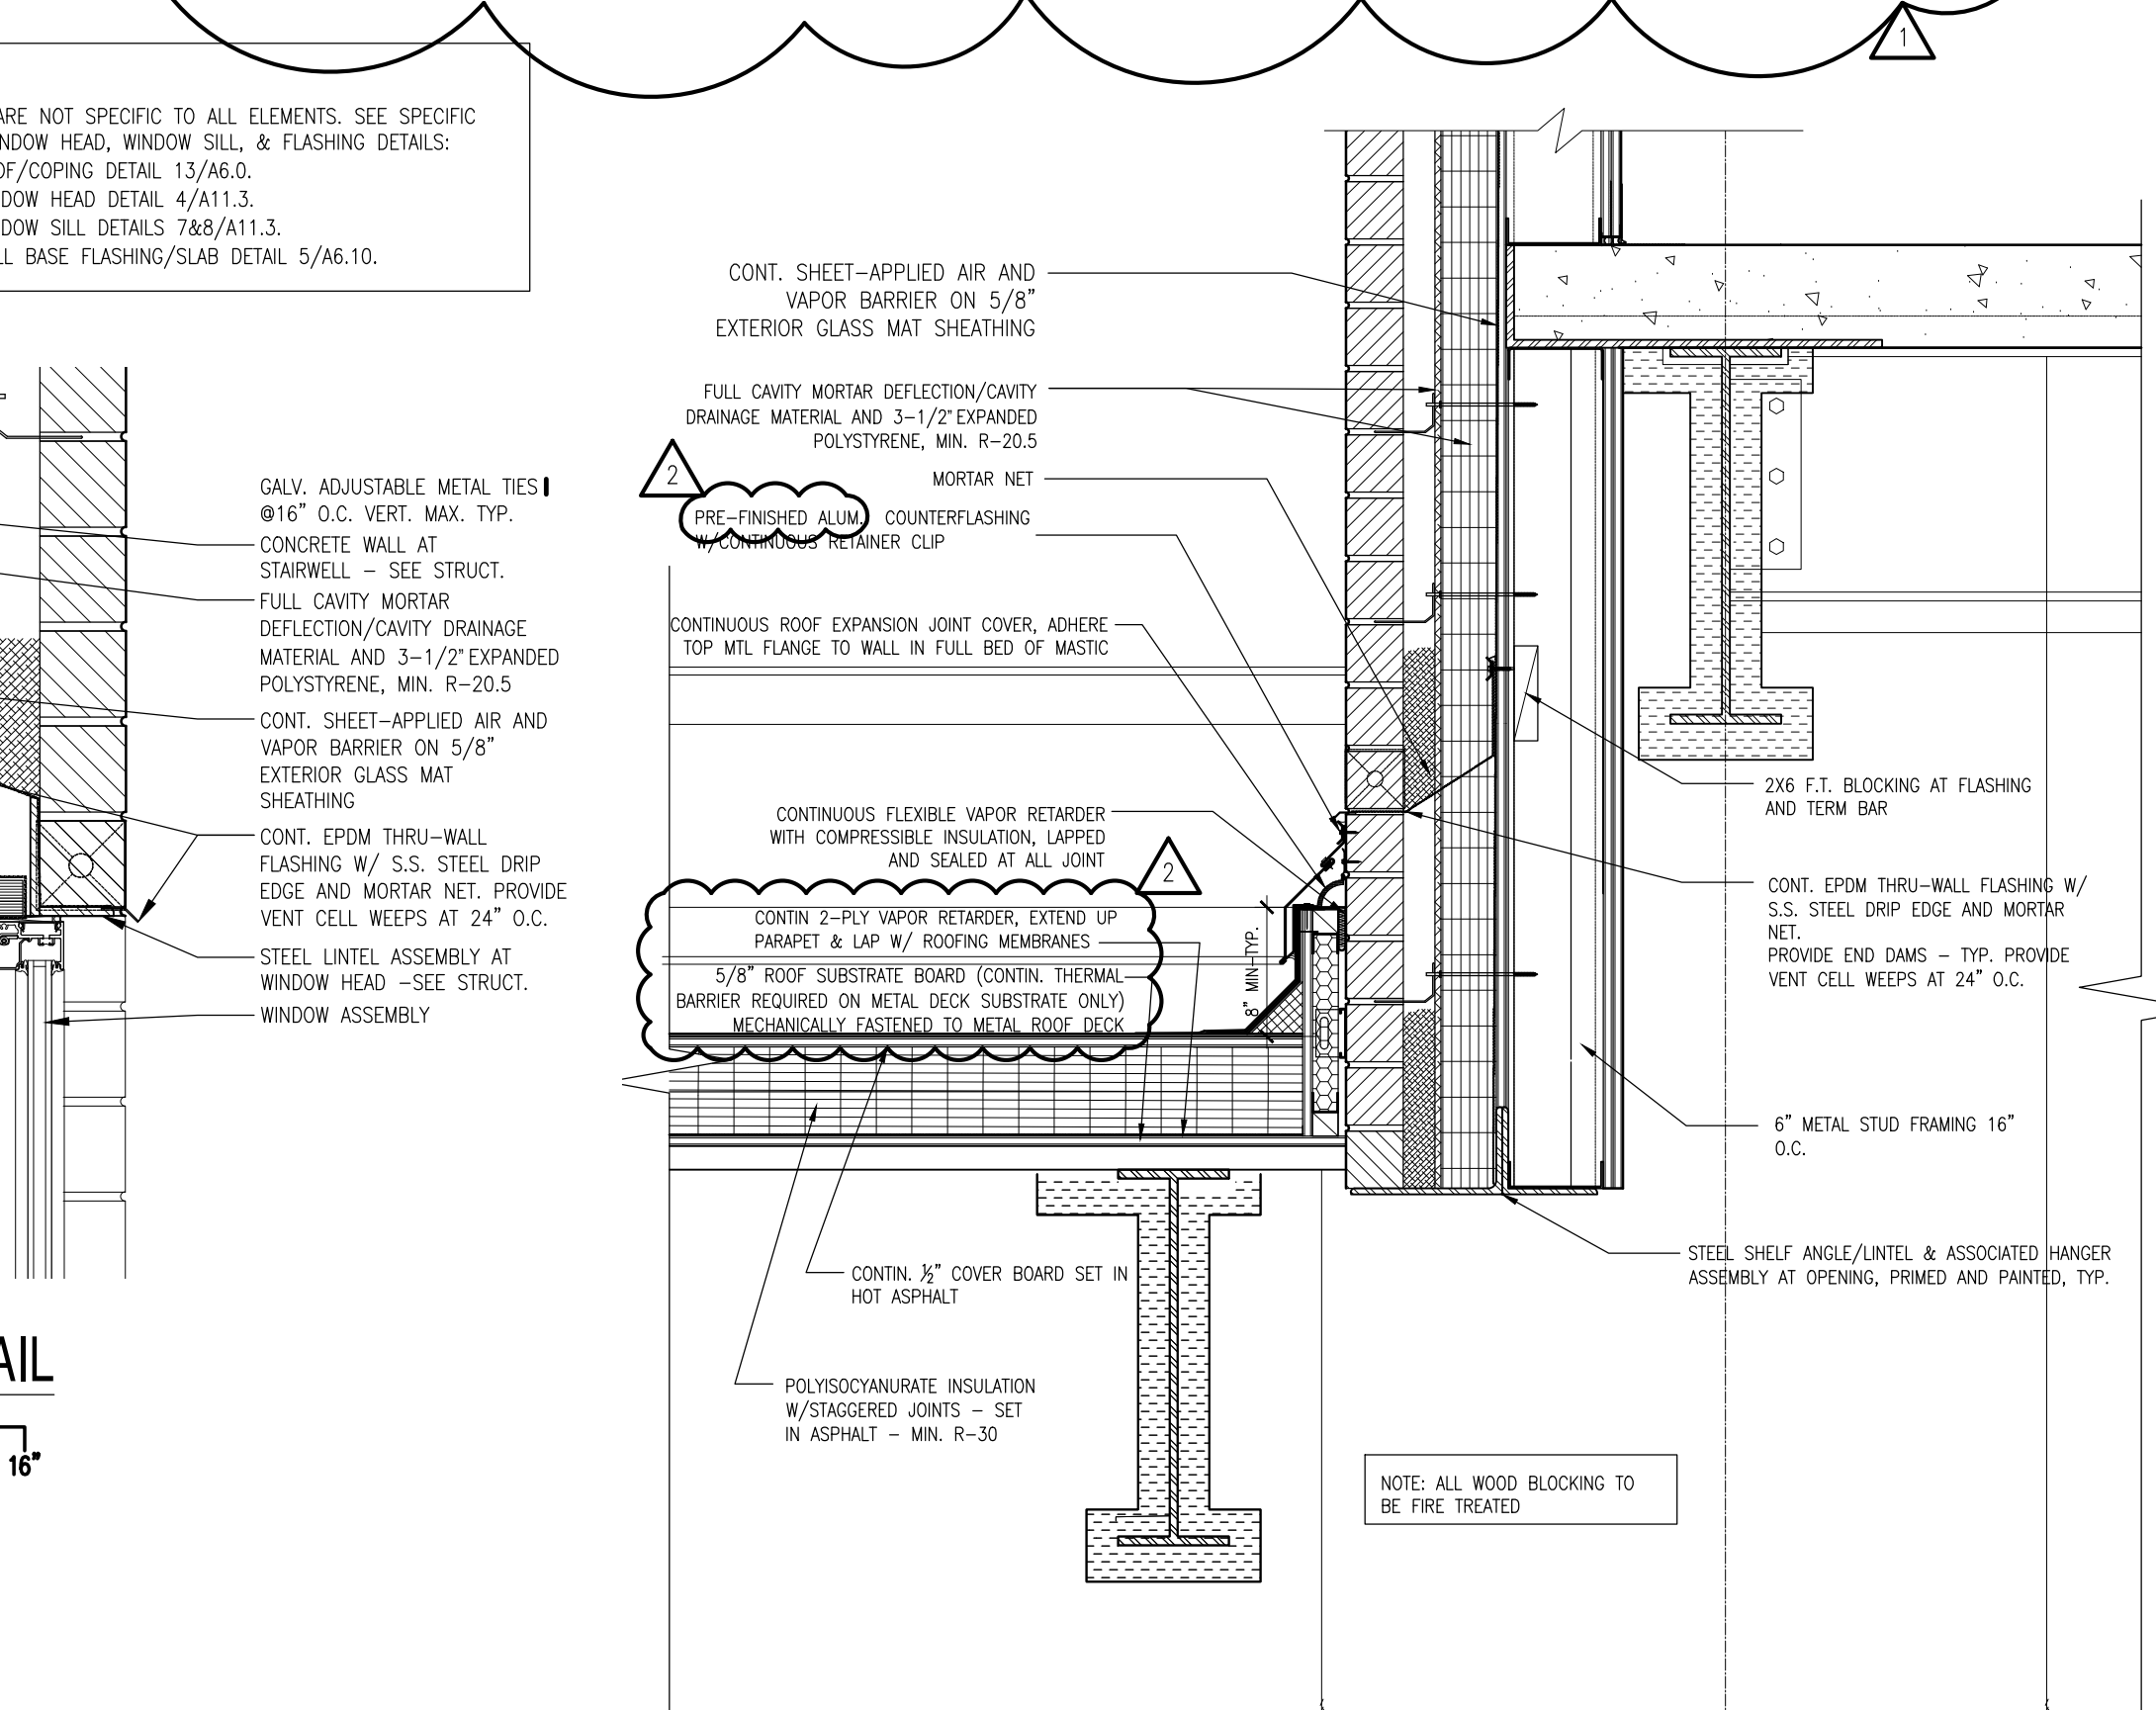 1
ARE NOT SPECIFIC TO ALL ELEMENTS. SEE SPECIFIC
NDOW HEAD, WINDOW SILL, & FLASHING DETAILS:
OF/COPING DETAIL 13/A6.0.
DOW HEAD DETAIL 4/A11.3.
DOW SILL DETAILS 7&8/A11.3.
LL BASE FLASHING/SLAB DETAIL 5/A6.10.
GALV. ADJUSTABLE METAL TIES
@16" O.C. VERT. MAX. TYP.
CONCRETE WALL AT
STAIRWELL – SEE STRUCT.
FULL CAVITY MORTAR
DEFLECTION/CAVITY DRAINAGE
MATERIAL AND 3–1/2" EXPANDED
POLYSTYRENE, MIN. R–20.5
CONT. SHEET–APPLIED AIR AND
VAPOR BARRIER ON 5/8"
EXTERIOR GLASS MAT
SHEATHING
CONT. EPDM THRU–WALL
FLASHING W/ S.S. STEEL DRIP
EDGE AND MORTAR NET. PROVIDE
VENT CELL WEEPS AT 24" O.C.
STEEL LINTEL ASSEMBLY AT
WINDOW HEAD –SEE STRUCT.
WINDOW ASSEMBLY
AIL
16"
CONT. SHEET–APPLIED AIR AND
VAPOR BARRIER ON 5/8"
EXTERIOR GLASS MAT SHEATHING
FULL CAVITY MORTAR DEFLECTION/CAVITY
DRAINAGE MATERIAL AND 3–1/2" EXPANDED
POLYSTYRENE, MIN. R–20.5
2
MORTAR NET
PRE–FINISHED ALUM. COUNTERFLASHING
W/CONTINUOUS RETAINER CLIP
CONTINUOUS ROOF EXPANSION JOINT COVER, ADHERE
TOP MTL FLANGE TO WALL IN FULL BED OF MASTIC
CONTINUOUS FLEXIBLE VAPOR RETARDER
WITH COMPRESSIBLE INSULATION, LAPPED
AND SEALED AT ALL JOINT
2
CONTIN 2–PLY VAPOR RETARDER, EXTEND UP
PARAPET & LAP W/ ROOFING MEMBRANES
5/8" ROOF SUBSTRATE BOARD (CONTIN. THERMAL
BARRIER REQUIRED ON METAL DECK SUBSTRATE ONLY)
MECHANICALLY FASTENED TO METAL ROOF DECK
8" MIN–TYP.
CONTIN. ½" COVER BOARD SET IN
HOT ASPHALT
POLYISOCYANURATE INSULATION
W/STAGGERED JOINTS – SET
IN ASPHALT – MIN. R–30
2X6 F.T. BLOCKING AT FLASHING
AND TERM BAR
CONT. EPDM THRU–WALL FLASHING W/
S.S. STEEL DRIP EDGE AND MORTAR
NET.
PROVIDE END DAMS – TYP. PROVIDE
VENT CELL WEEPS AT 24" O.C.
6" METAL STUD FRAMING 16"
O.C.
STEEL SHELF ANGLE/LINTEL & ASSOCIATED HANGER
ASSEMBLY AT OPENING, PRIMED AND PAINTED, TYP.
NOTE: ALL WOOD BLOCKING TO
BE FIRE TREATED